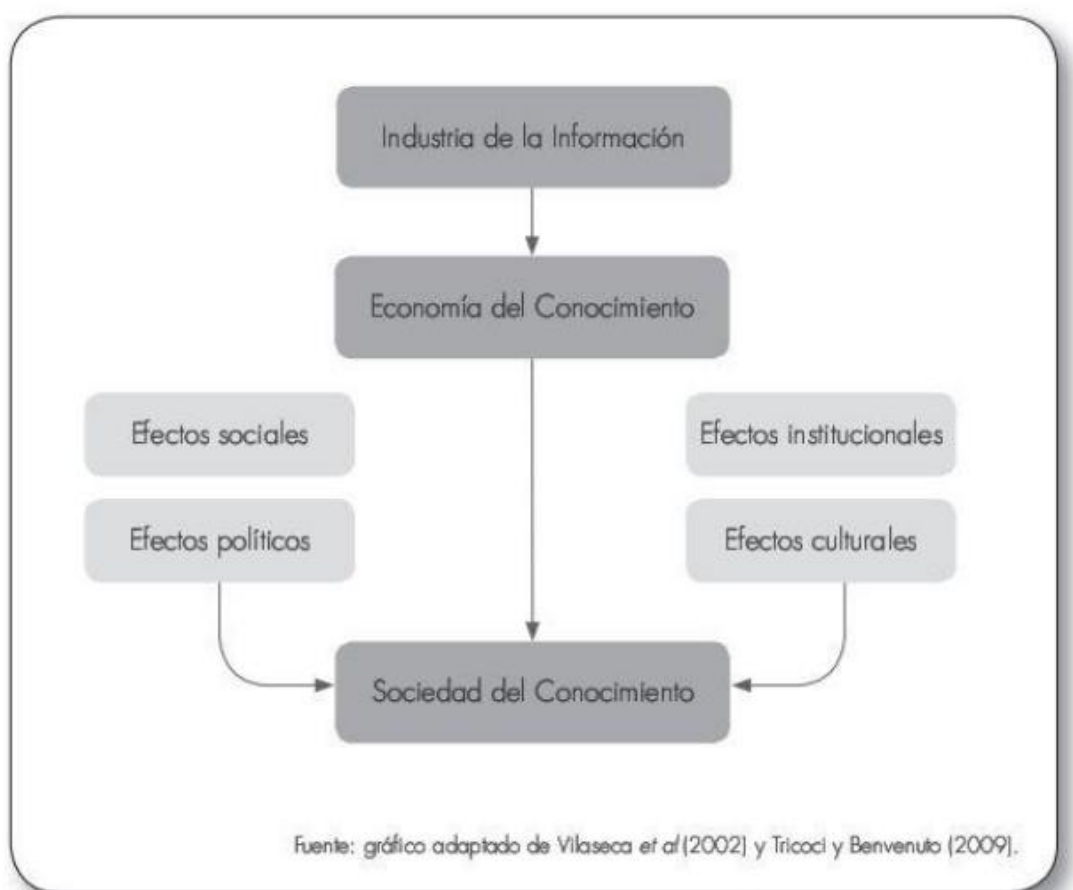 Industria de la Información
Economía del Conocimiento
Efectos sociales
Efectos institucionales
Efectos políticos
Efectos culturales
Sociedad del Conocimiento
Fuente: gráfico adaptado de Vilaseca et al (2002) y Tricoci y Benvenuto (2009).